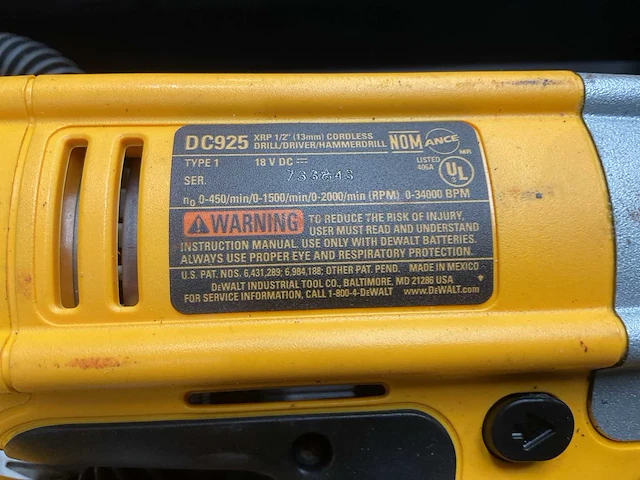 DC925 XRP 1/2" (13mm) CORDLESS DRILL/DRIVER/HAMMERDRILL
NOM ANCE
MR
TYPE 1 18 V DC ⎓
LISTED
406A
UL
SER.
n₀ 0-450/min/0-1500/min/0-2000/min (RPM) 0-34000 BPM
WARNING TO REDUCE THE RISK OF INJURY,
USER MUST READ AND UNDERSTAND
INSTRUCTION MANUAL. USE ONLY WITH DEWALT BATTERIES.
ALWAYS USE PROPER EYE AND RESPIRATORY PROTECTION.
U.S. PAT. NOS. 6,431,289; 6,984,188; OTHER PAT. PEND. MADE IN MEXICO
DEWALT INDUSTRIAL TOOL CO., BALTIMORE, MD 21286 USA
FOR SERVICE INFORMATION, CALL 1-800-4-DEWALT www.DEWALT.com